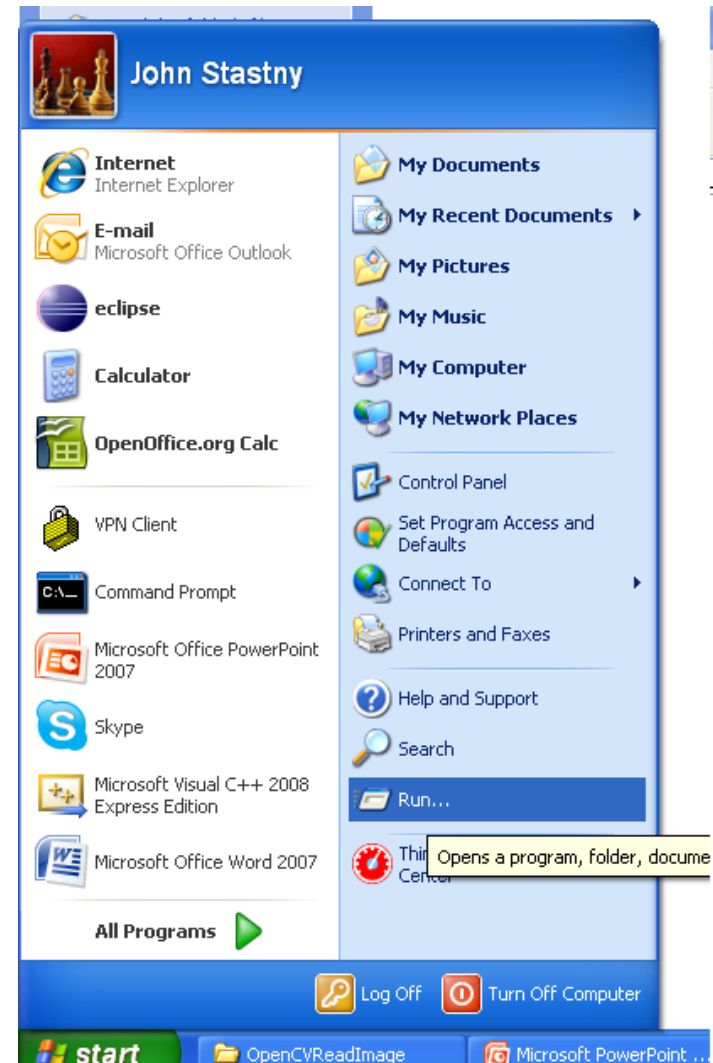 John Stastny
Internet
Internet Explorer
E-mail
Microsoft Office Outlook
eclipse
Calculator
OpenOffice.org Calc
VPN Client
C:\_
Command Prompt
Microsoft Office PowerPoint
2007
Skype
Microsoft Visual C++ 2008
Express Edition
Microsoft Office Word 2007
All Programs
My Documents
My Recent Documents
My Pictures
My Music
My Computer
My Network Places
Control Panel
Set Program Access and
Defaults
Connect To
Printers and Faxes
Help and Support
Search
Run...
Opens a program, folder, docume
Log Off
Turn Off Computer
start
OpenCVReadImage
Microsoft PowerPoint ...